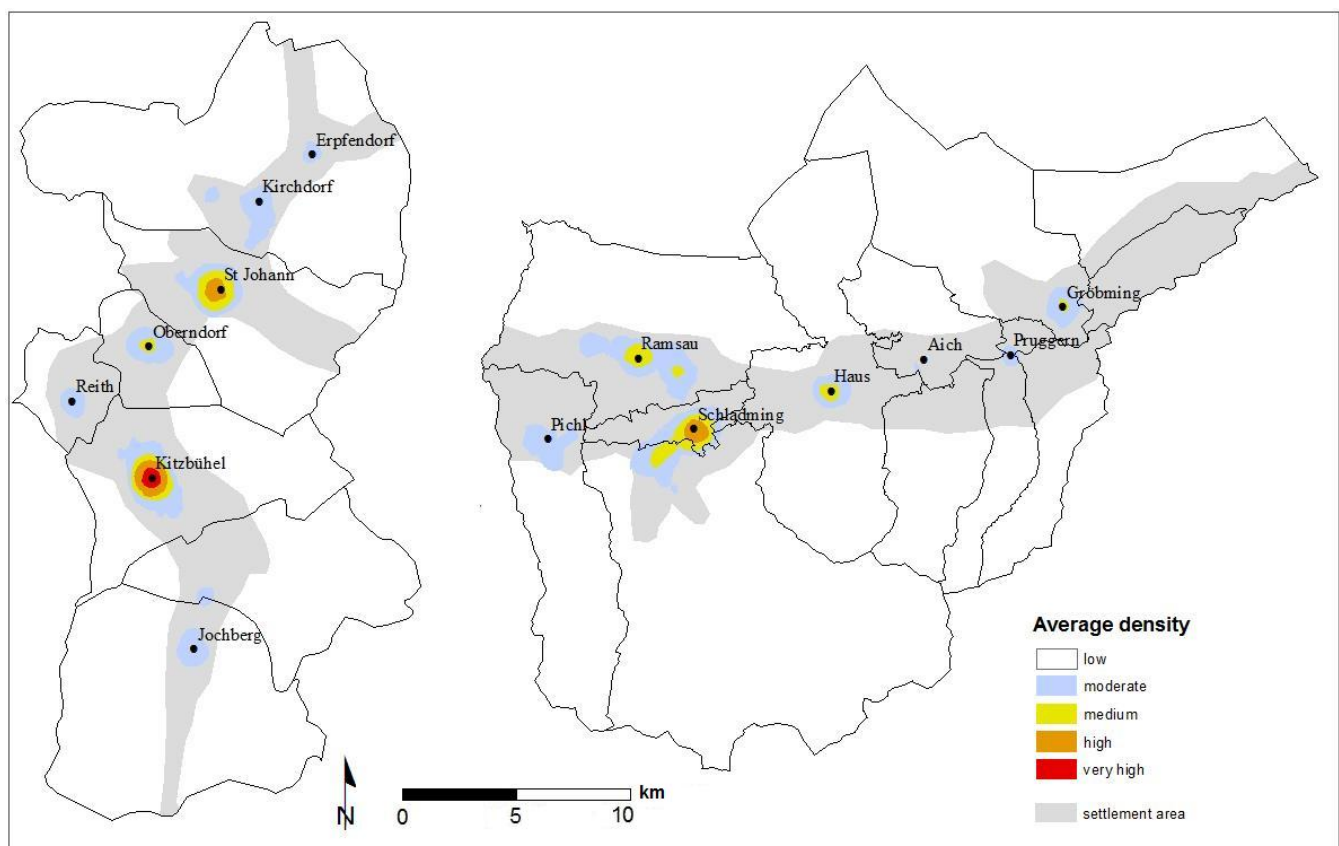 Erpfendorf
Kirchdorf
St Johann
Oberndorf
Reith
Kitzbühel
Jochberg
Gröbming
Ramsau
Aich
Pruggern
Haus
Schladming
Pichl
Average density
low
moderate
medium
high
very high
settlement area
N
km
0
5
10